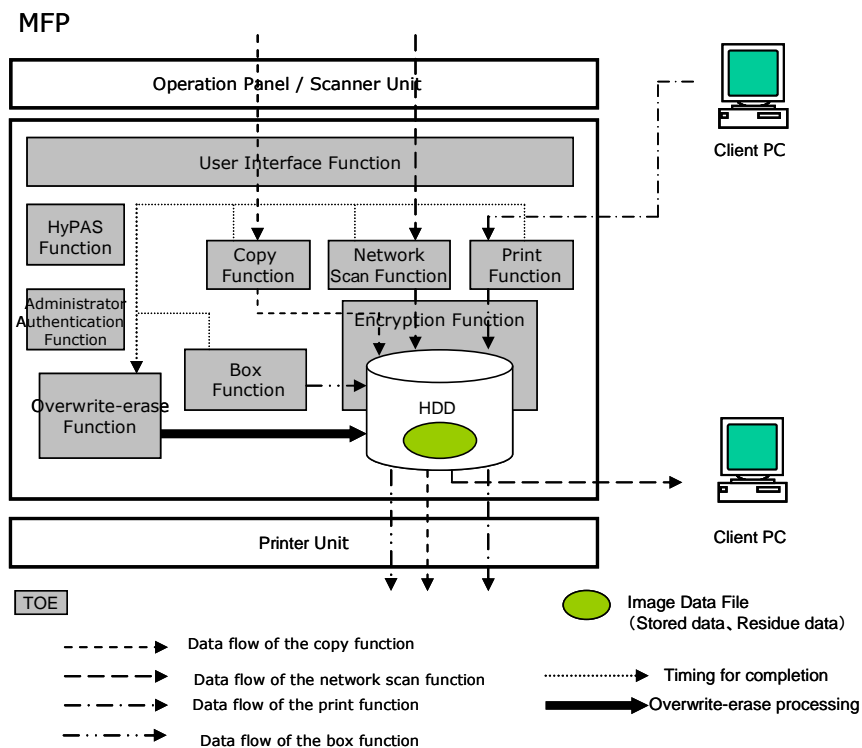 MFP
Operation Panel / Scanner Unit
Client PC
User Interface Function
HyPAS
Function
Copy
Function
Network
Scan Function
Print
Function
Administrator
Authentication
Function
Encryption Function
Box
Function
Overwrite-erase
Function
HDD
Client PC
Printer Unit
TOE
Image Data File
（Stored data、Residue data）
Data flow of the copy function
Data flow of the network scan function
Data flow of the print function
Data flow of the box function
Timing for completion
Overwrite-erase processing